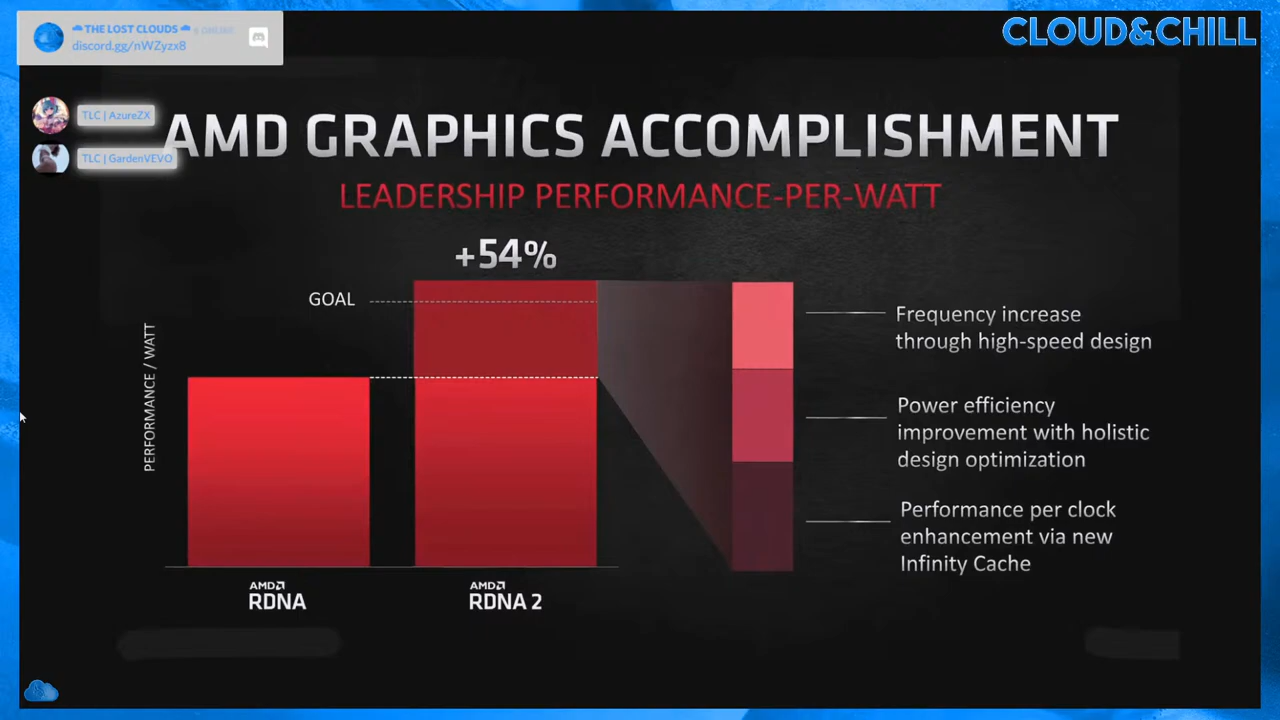 THE LOST CLOUDS 6 ONLINE
discord.gg/nWZyzx8
CLOUD&CHILL
TLC | AzureZX
TLC | GardenVEVO
AMD GRAPHICS ACCOMPLISHMENT
LEADERSHIP PERFORMANCE-PER-WATT
+54%
GOAL
PERFORMANCE / WATT
Frequency increase
through high-speed design
Power efficiency
improvement with holistic
design optimization
Performance per clock
enhancement via new
Infinity Cache
AMD
RDNA
AMD
RDNA 2